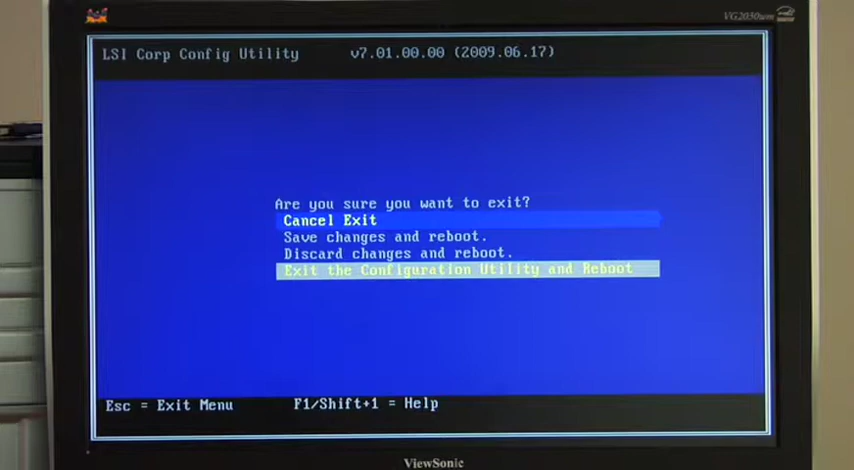 VG2030wm
LSI Corp Config Utility v7.01.00.00 (2009.06.17)
Are you sure you want to exit?
Cancel Exit
Save changes and reboot.
Discard changes and reboot.
Exit the Configuration Utility and Reboot
Esc = Exit Menu F1/Shift+1 = Help
ViewSonic